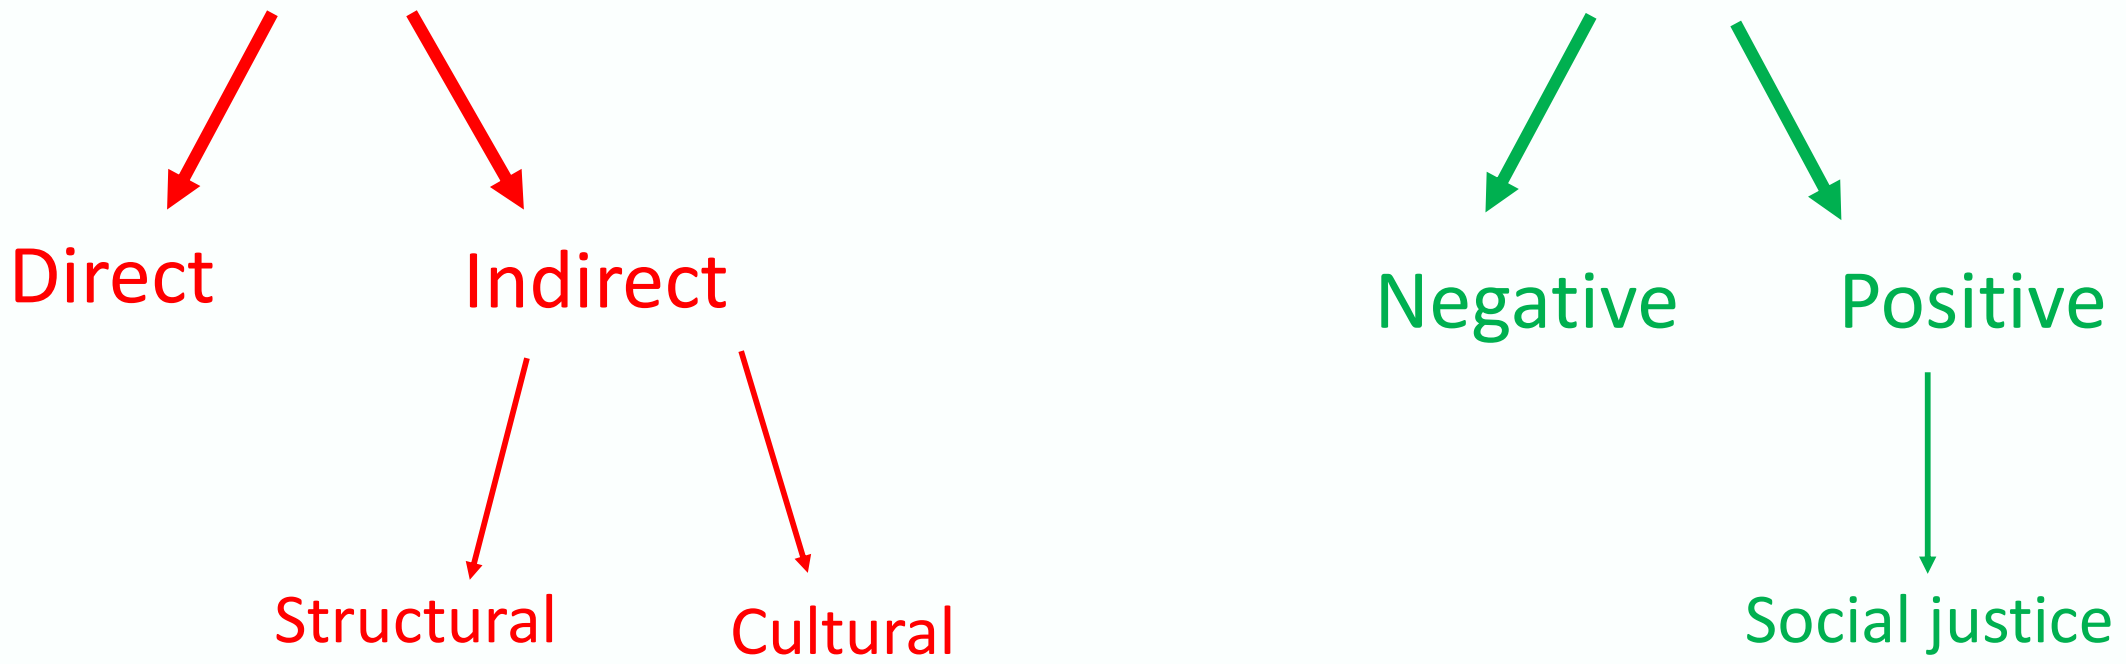 Direct
Indirect
Negative
Positive
Structural
Cultural
Social justice